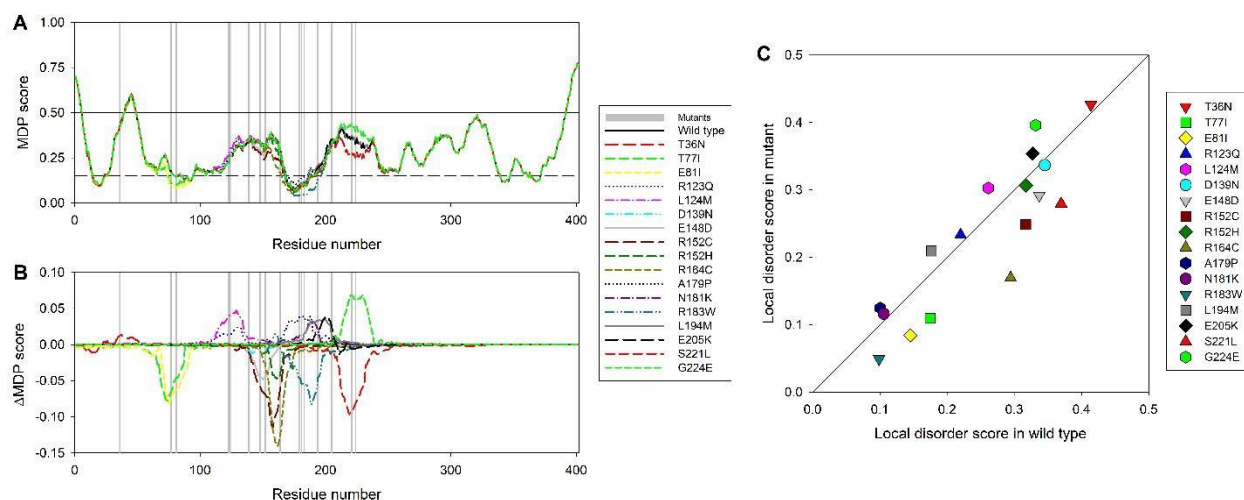 A
MDP score
1.00
0.75
0.50
0.25
0.00
0
100
200
300
400
Residue number
B
ΔMDP score
0.10
0.05
0.00
-0.05
-0.10
-0.15
0
100
200
300
400
Residue number
Mutants
Wild type
T36N
T77I
E81I
R123Q
L124M
D139N
E148D
R152C
R152H
R164C
A179P
N181K
R183W
L194M
E205K
S221L
G224E
C
Local disorder score in mutant
0.5
0.4
0.3
0.2
0.1
0.0
0.0
0.1
0.2
0.3
0.4
0.5
Local disorder score in wild type
T36N
T77I
E81I
R123Q
L124M
D139N
E148D
R152C
R152H
R164C
A179P
N181K
R183W
L194M
E205K
S221L
G224E